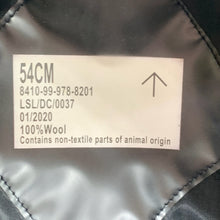 54CM
8410-99-978-8201
LSL/DC/0037
01/2020
100%Wool
Contains non-textile parts of animal origin